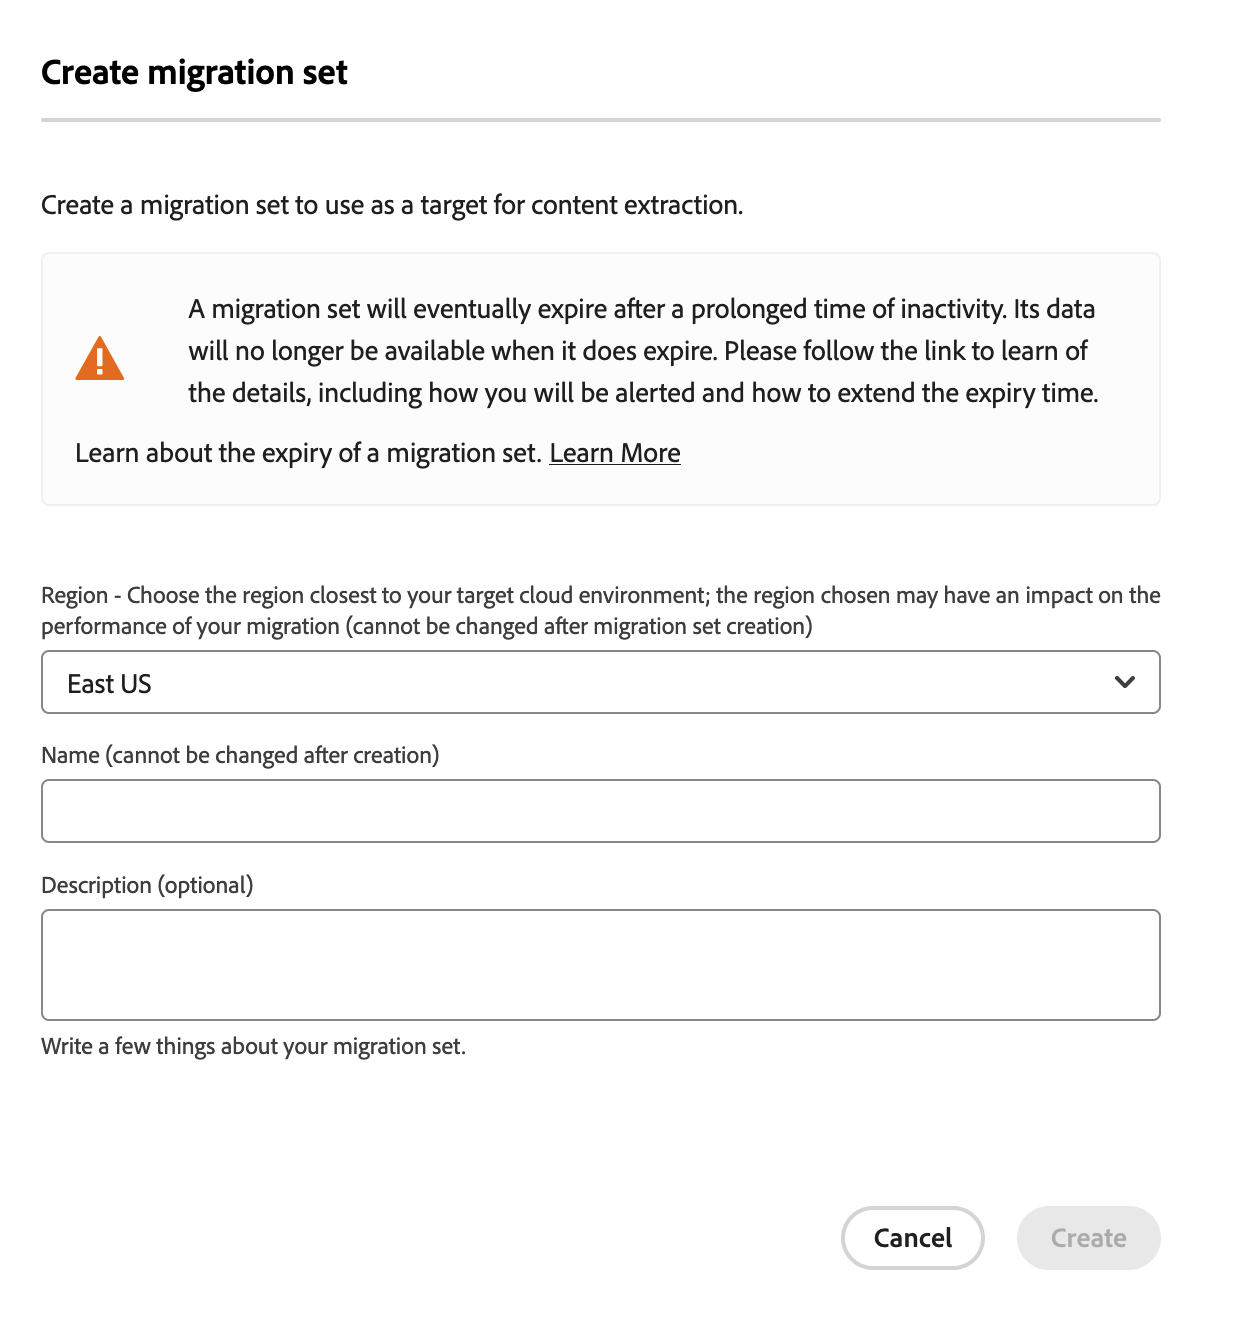 Create migration set
Create a migration set to use as a target for content extraction.
A migration set will eventually expire after a prolonged time of inactivity. Its data
will no longer be available when it does expire. Please follow the link to learn of
the details, including how you will be alerted and how to extend the expiry time.
Learn about the expiry of a migration set. Learn More
Region - Choose the region closest to your target cloud environment; the region chosen may have an impact on the
performance of your migration (cannot be changed after migration set creation)
East US
Name (cannot be changed after creation)
Description (optional)
Write a few things about your migration set.
Cancel Create